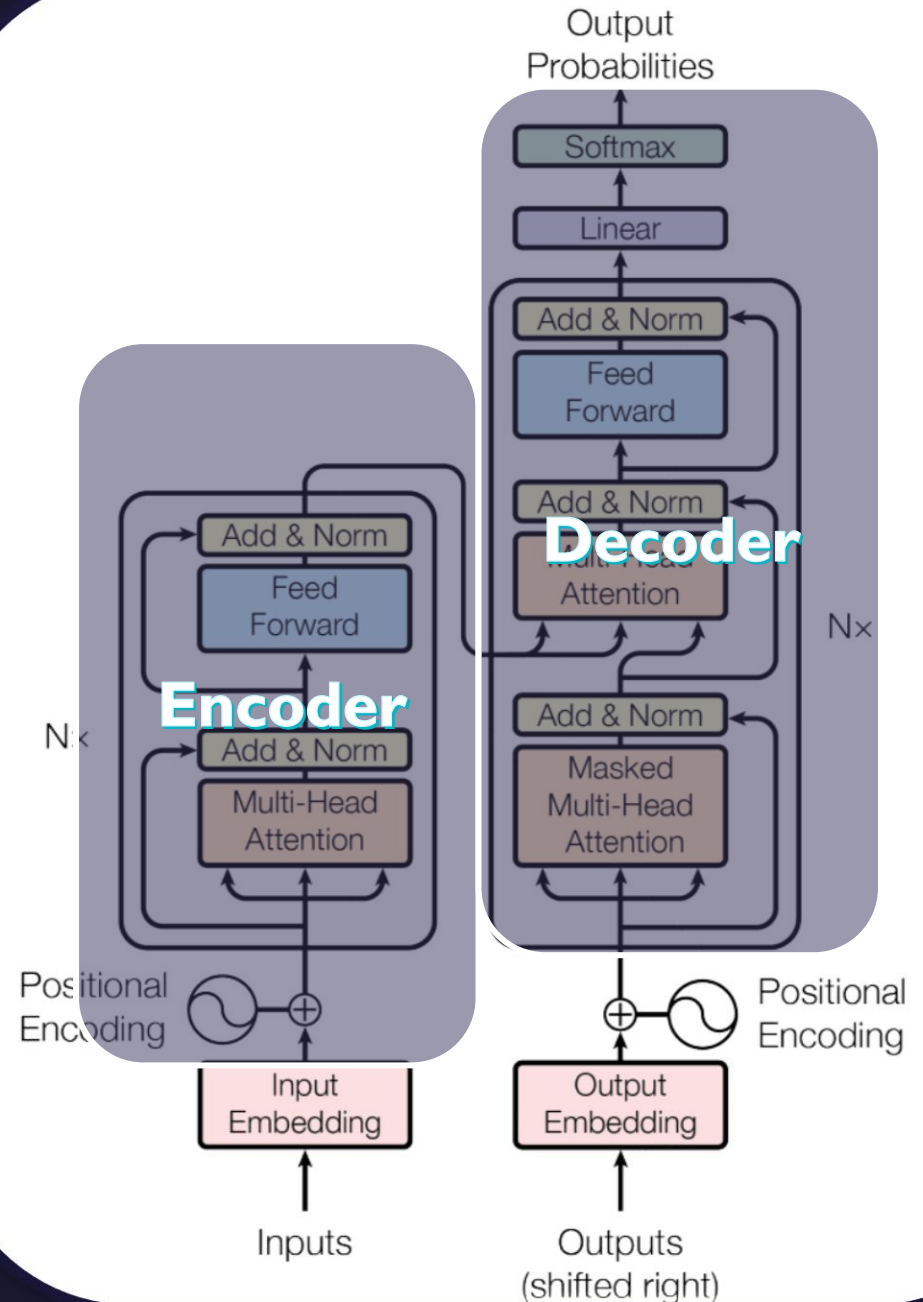 Output
Probabilities
Softmax
Linear
Add & Norm
Feed
Forward
Add & Norm
Decoder
Multi-Head
Attention
N×
Add & Norm
Masked
Multi-Head
Attention
Positional
Encoding
Output
Embedding
Outputs
(shifted right)
Add & Norm
Feed
Forward
Encoder
N×
Add & Norm
Multi-Head
Attention
Positional
Encoding
Input
Embedding
Inputs